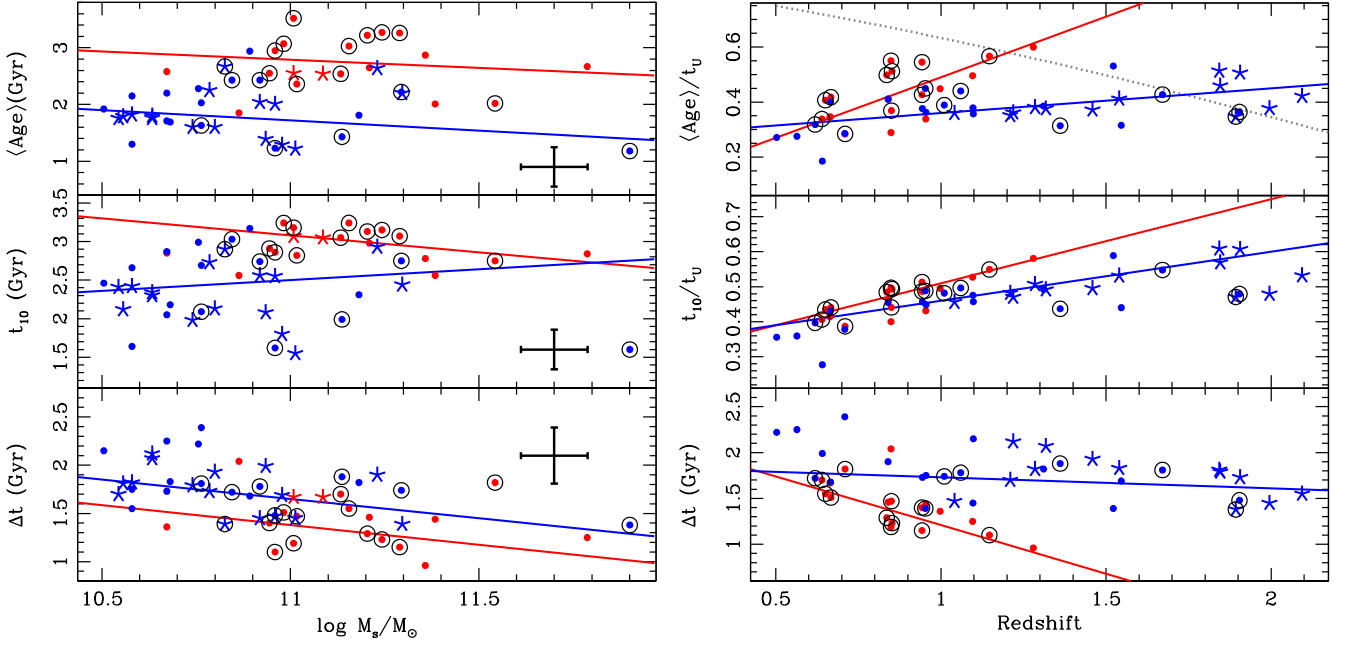 ⟨Age⟩(Gyr)
3
2
1
t₁₀ (Gyr)
3.5
3
2.5
2
1.5
Δt (Gyr)
2.5
2
1.5
1
10.5 11 11.5
log Mₛ/M⊙
⟨Age⟩/t_U
0.6
0.4
0.2
t₁₀/t_U
0.7
0.6
0.5
0.4
0.3
Δt (Gyr)
2.5
2
1.5
1
0.5 1 1.5 2
Redshift